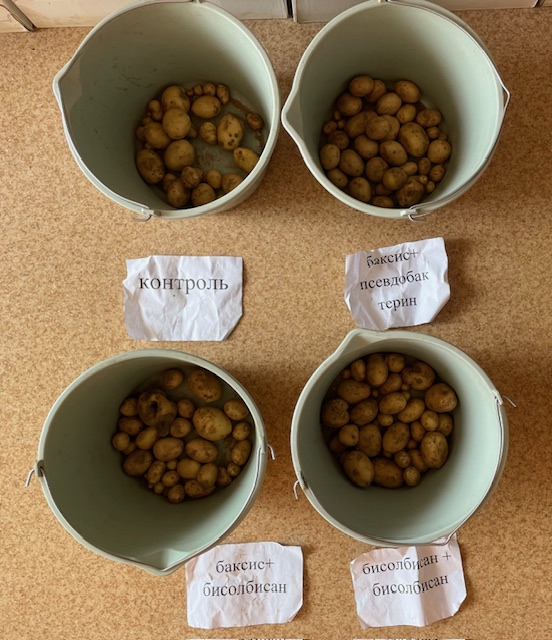 контроль
баксис+
псевдобак
терин
баксис+
бисолбисан
бисолбисан +
бисолбисан